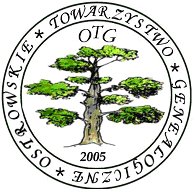 OSTROWSKIE * TOWARZYSTWO * GENEALOGICZNE *
OTG
2005